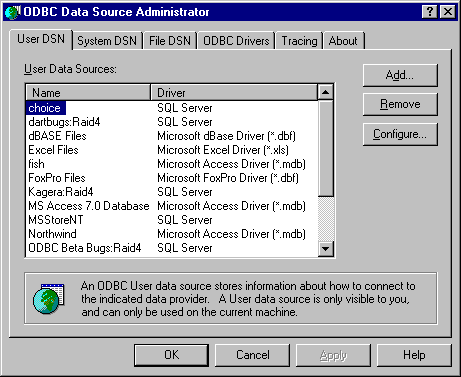 ODBC Data Source Administrator
User DSN System DSN File DSN ODBC Drivers Tracing About
User Data Sources:
Name Driver
choice SQL Server
dartbugs:Raid4 SQL Server
dBASE Files Microsoft dBase Driver (*.dbf)
Excel Files Microsoft Excel Driver (*.xls)
fish Microsoft Access Driver (*.mdb)
FoxPro Files Microsoft FoxPro Driver (*.dbf)
Kagera:Raid4 SQL Server
MS Access 7.0 Database Microsoft Access Driver (*.mdb)
MSStoreNT SQL Server
Northwind Microsoft Access Driver (*.mdb)
ODBC Beta Bugs:Raid4 SQL Server
Add...
Remove
Configure...
An ODBC User data source stores information about how to connect to
the indicated data provider. A User data source is only visible to you,
and can only be used on the current machine.
OK Cancel Apply Help